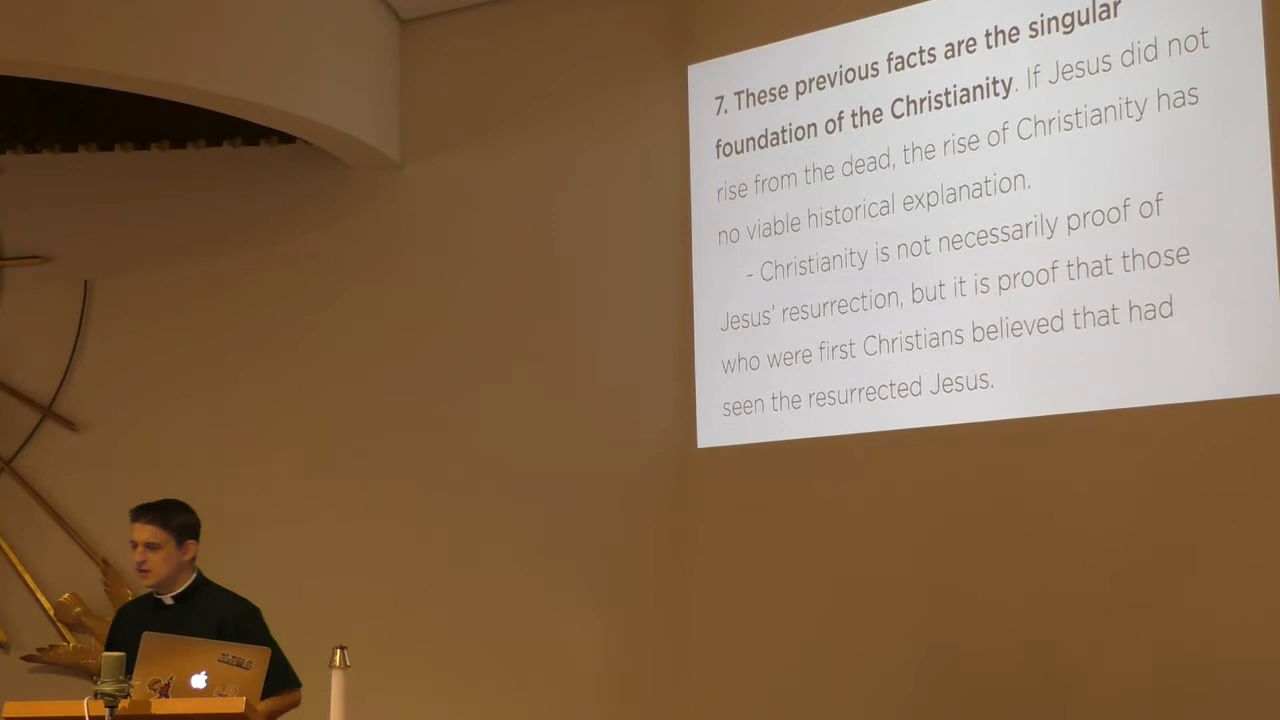 7. These previous facts are the singular
foundation of the Christianity. If Jesus did not
rise from the dead, the rise of Christianity has
no viable historical explanation.
- Christianity is not necessarily proof of
Jesus' resurrection, but it is proof that those
who were first Christians believed that had
seen the resurrected Jesus.